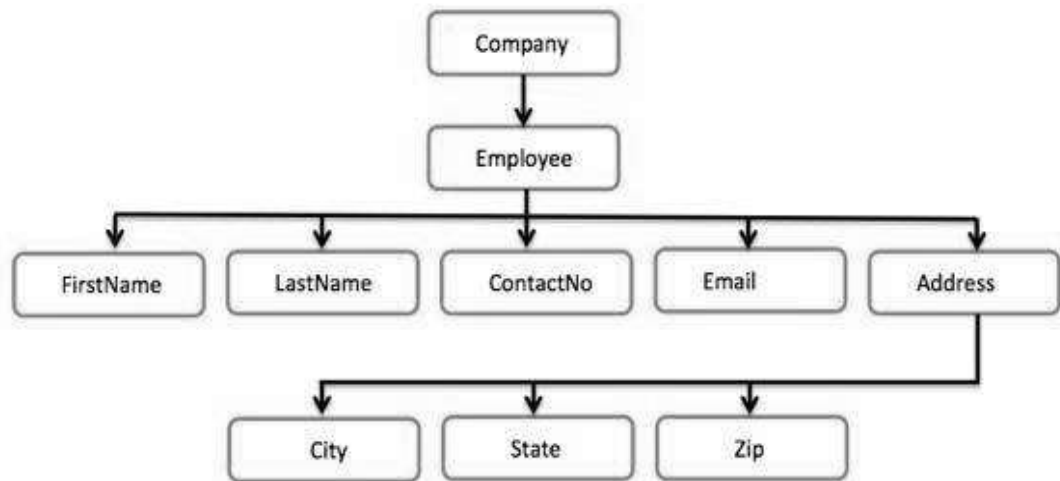 Company
Employee
FirstName
LastName
ContactNo
Email
Address
City
State
Zip